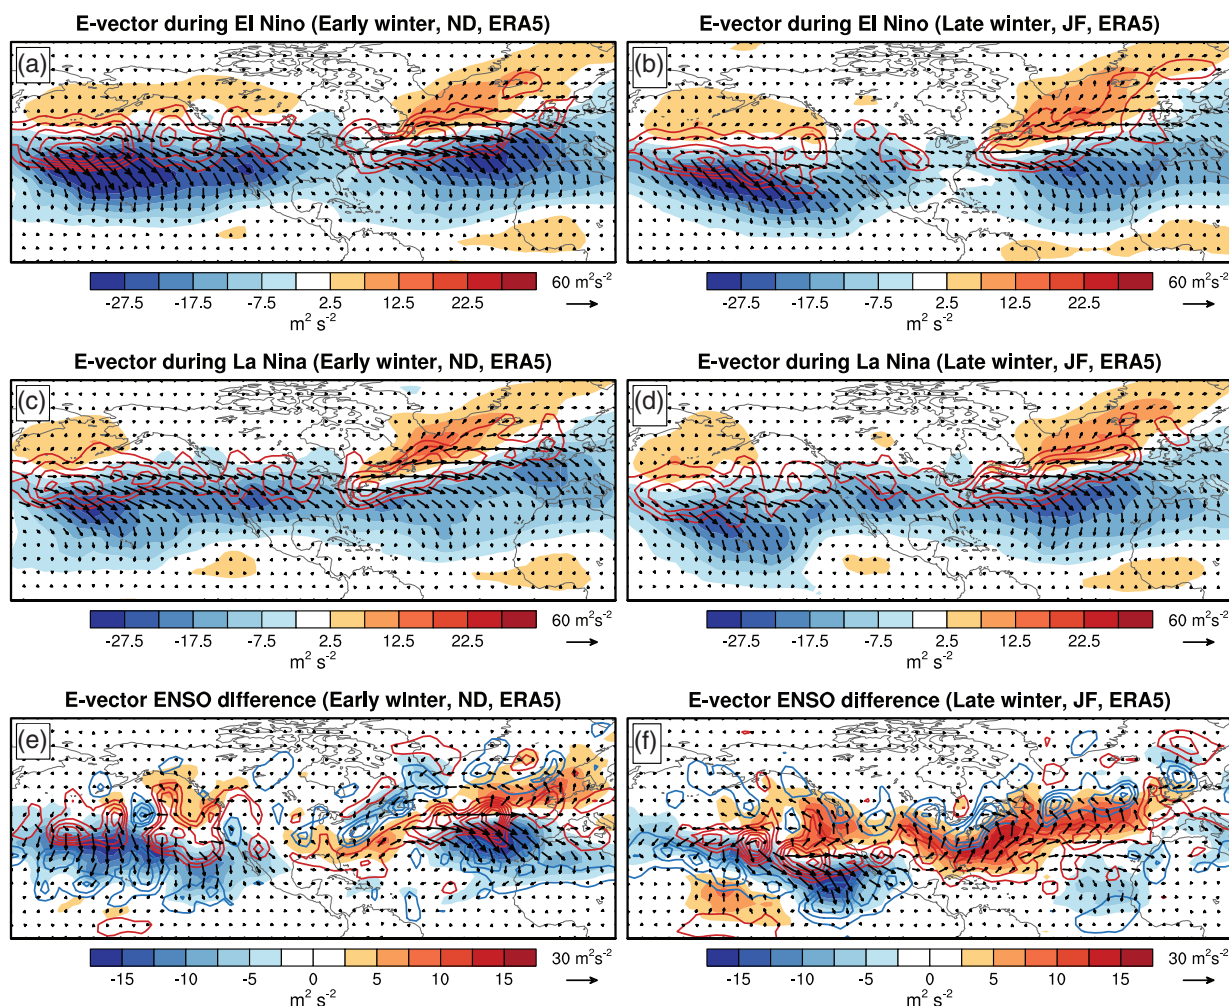 E-vector during El Nino (Early winter, ND, ERA5)
E-vector during El Nino (Late winter, JF, ERA5)
(a)
(b)
-27.5 -17.5 -7.5 2.5 12.5 22.5 60 m²s⁻²
m² s⁻²
-27.5 -17.5 -7.5 2.5 12.5 22.5 60 m²s⁻²
m² s⁻²
E-vector during La Nina (Early winter, ND, ERA5)
E-vector during La Nina (Late winter, JF, ERA5)
(c)
(d)
-27.5 -17.5 -7.5 2.5 12.5 22.5 60 m²s⁻²
m² s⁻²
-27.5 -17.5 -7.5 2.5 12.5 22.5 60 m²s⁻²
m² s⁻²
E-vector ENSO difference (Early winter, ND, ERA5)
E-vector ENSO difference (Late winter, JF, ERA5)
(e)
(f)
-15 -10 -5 0 5 10 15 30 m²s⁻²
m² s⁻²
-15 -10 -5 0 5 10 15 30 m²s⁻²
m² s⁻²